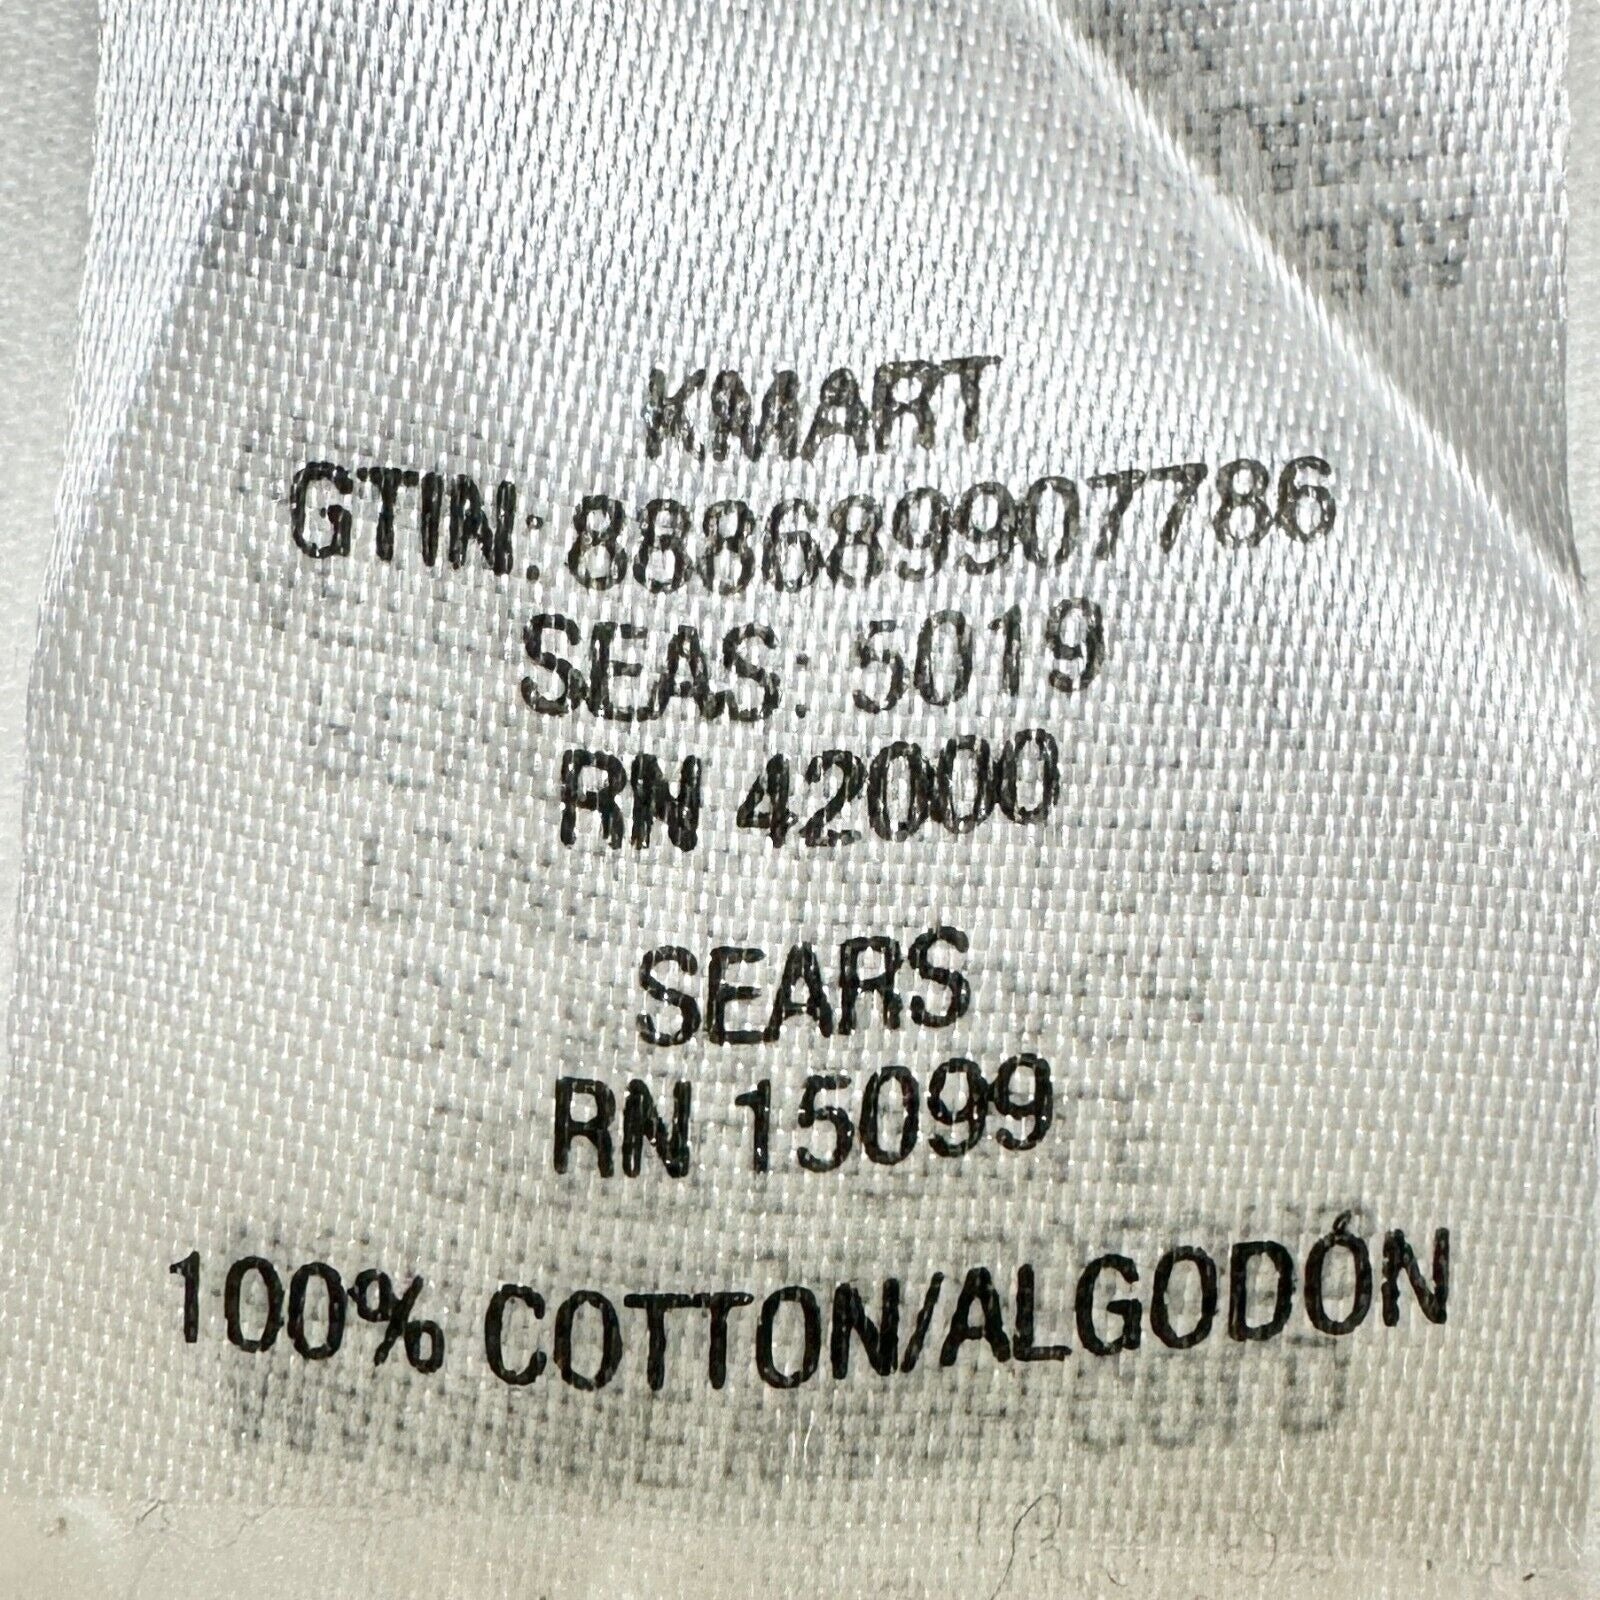 KMART
GTIN: 888689907786
SEAS: 5019
RN 42000
SEARS
RN 15099
100% COTTON/ALGODÓN